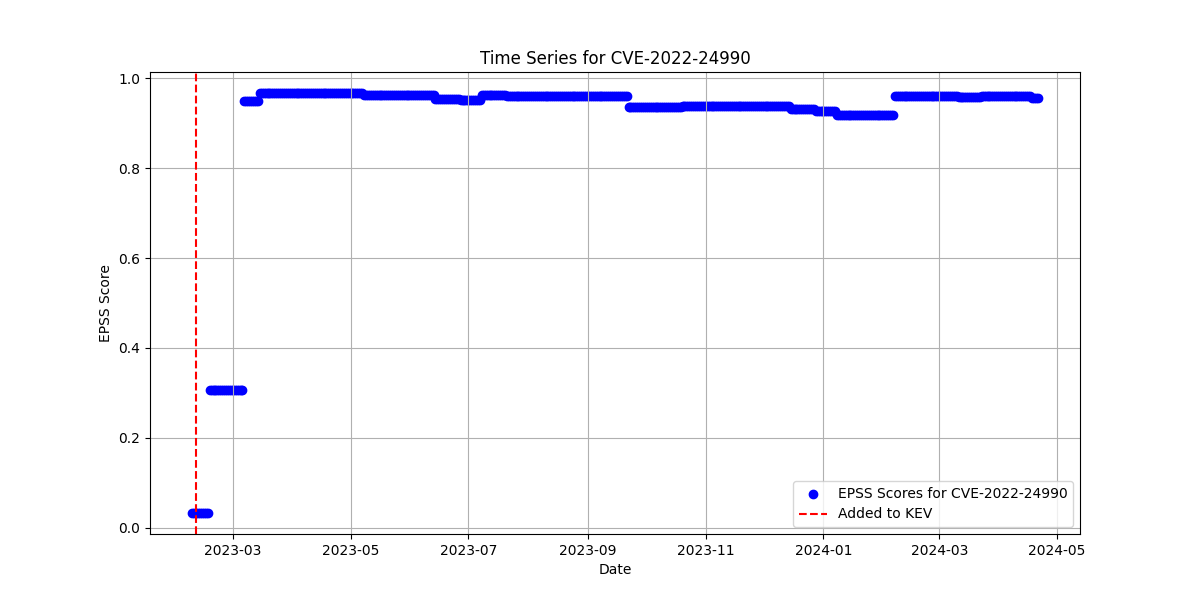 Time Series for CVE-2022-24990
EPSS Score
1.0
0.8
0.6
0.4
0.2
0.0
EPSS Scores for CVE-2022-24990
Added to KEV
2023-03
2023-05
2023-07
2023-09
2023-11
2024-01
2024-03
2024-05
Date